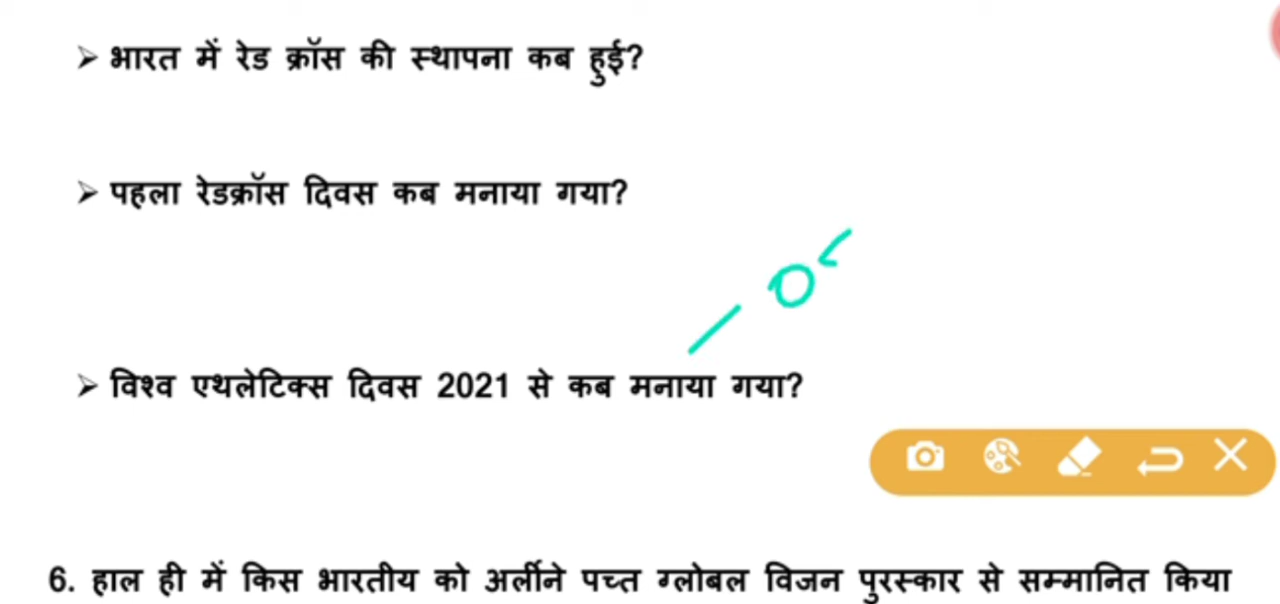 ➢ भारत में रेड क्रॉस की स्थापना कब हुई?
➢ पहला रेडक्रॉस दिवस कब मनाया गया?
➢ विश्व एथलेटिक्स दिवस 2021 से कब मनाया गया?
6. हाल ही में किस भारतीय को अर्लीने पच्त ग्लोबल विजन पुरस्कार से सम्मानित किया